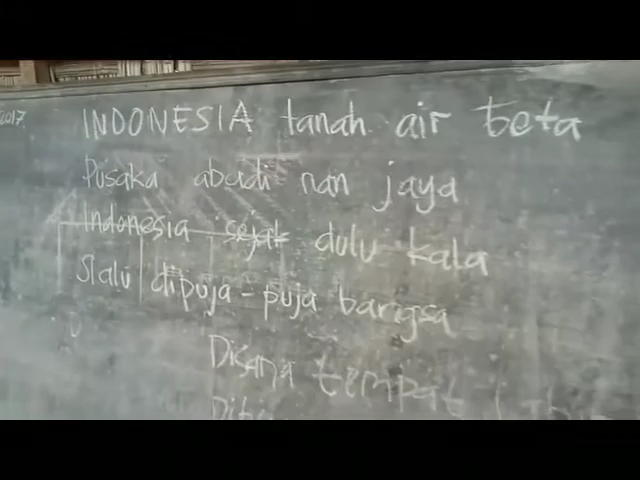 2017
INDONESIA tanah air beta
Pusaka abadi nan jaya
Indonesia sejak dulu kala
Slalu dipuja-puja bangsa
Disana tempat